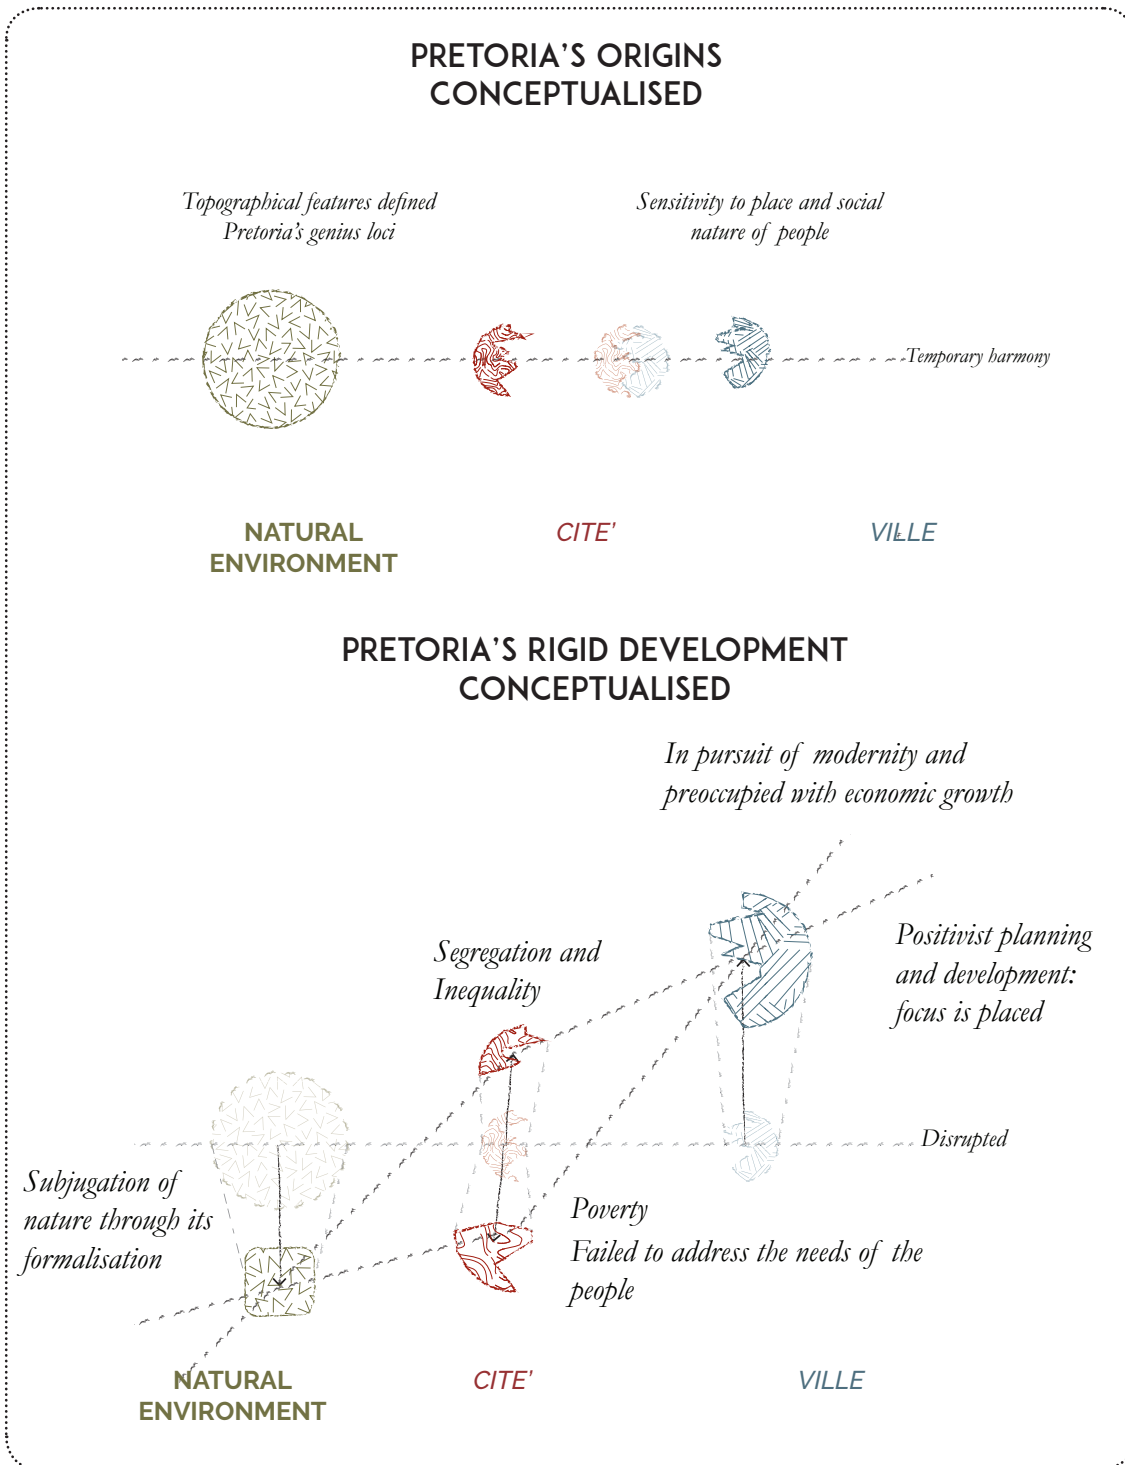 PRETORIA’S ORIGINS
CONCEPTUALISED
Topographical features defined
Pretoria’s genius loci
Sensitivity to place and social
nature of people
Temporary harmony
NATURAL
ENVIRONMENT
CITE’
VILLE
PRETORIA’S RIGID DEVELOPMENT
CONCEPTUALISED
In pursuit of modernity and
preoccupied with economic growth
Positivist planning
and development:
focus is placed
Segregation and
Inequality
Disrupted
Subjugation of
nature through its
formalisation
Poverty
Failed to address the needs of the
people
NATURAL
ENVIRONMENT
CITE’
VILLE